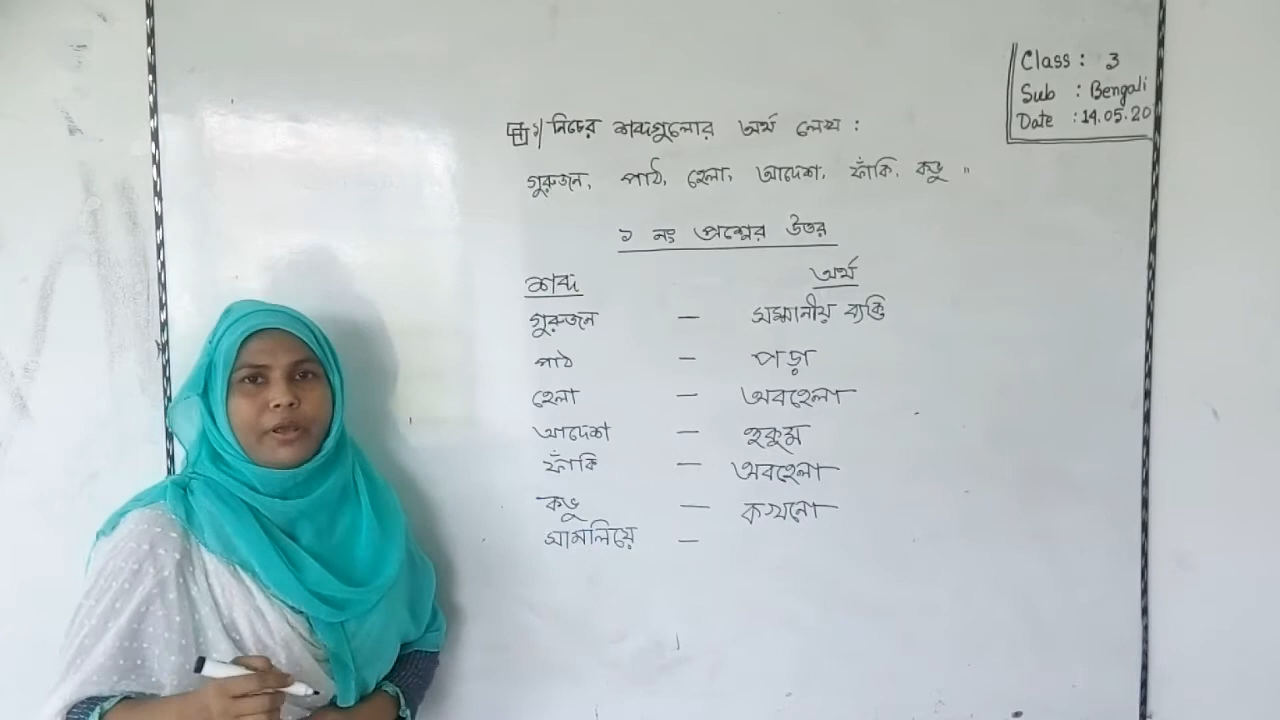 Class : 3
Sub : Bengali
Date : 14.05.20
১/ নিচের শব্দগুলোর অর্থ লেখ :
গুরুজন, পাঠ, হেলা, আদেশ, ফাঁকি, কভু "
১ নং প্রশ্নের উত্তর
শব্দ অর্থ
গুরুজন — সম্মানীয় ব্যক্তি
পাঠ — পড়া
হেলা — অবহেলা
আদেশ — হুকুম
ফাঁকি — অবহেলা
কভু — কখনো
সামলিয়ে —